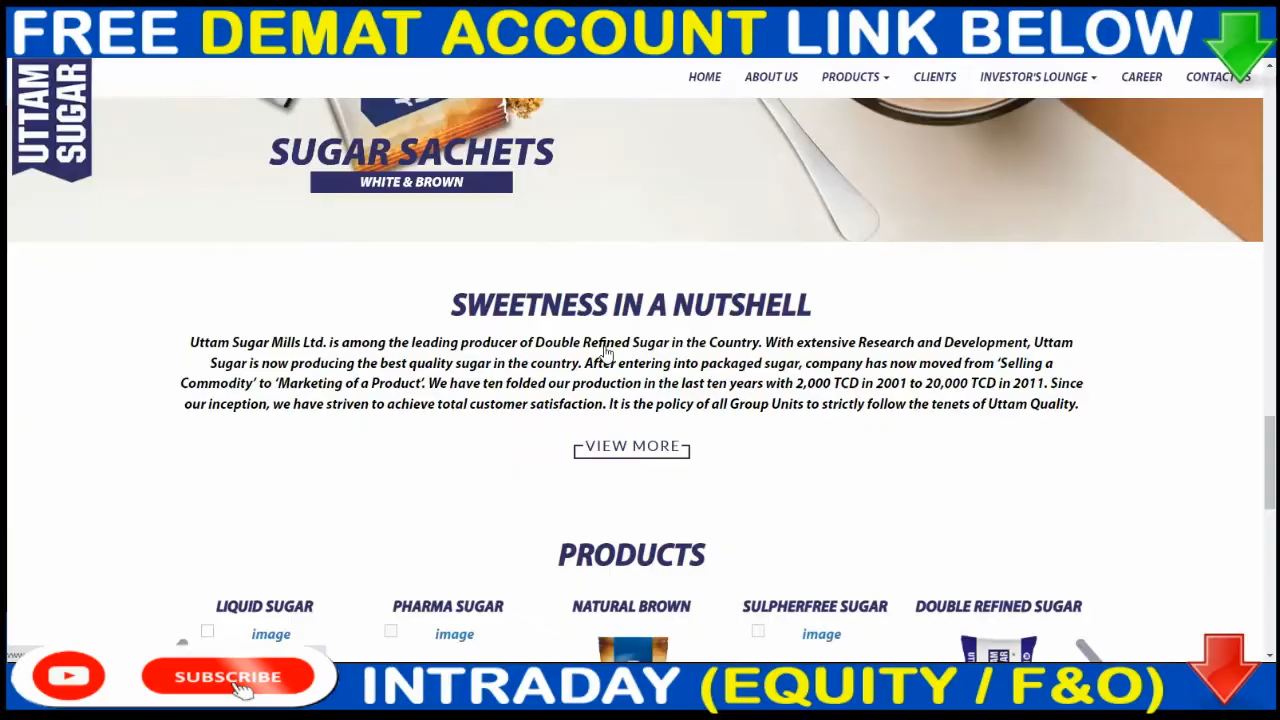 FREE DEMAT ACCOUNT LINK BELOW
UTTAM SUGAR
HOME ABOUT US PRODUCTS CLIENTS INVESTOR'S LOUNGE CAREER CONTACT
SUGAR SACHETS
WHITE & BROWN
SWEETNESS IN A NUTSHELL
Uttam Sugar Mills Ltd. is among the leading producer of Double Refined Sugar in the Country. With extensive Research and Development, Uttam
Sugar is now producing the best quality sugar in the country. After entering into packaged sugar, company has now moved from ‘Selling a
Commodity’ to ‘Marketing of a Product’. We have ten folded our production in the last ten years with 2,000 TCD in 2001 to 20,000 TCD in 2011. Since
our inception, we have striven to achieve total customer satisfaction. It is the policy of all Group Units to strictly follow the tenets of Uttam Quality.
VIEW MORE
PRODUCTS
LIQUID SUGAR PHARMA SUGAR NATURAL BROWN SULPHERFREE SUGAR DOUBLE REFINED SUGAR
image image image
SUBSCRIBE
INTRADAY (EQUITY / F&O)